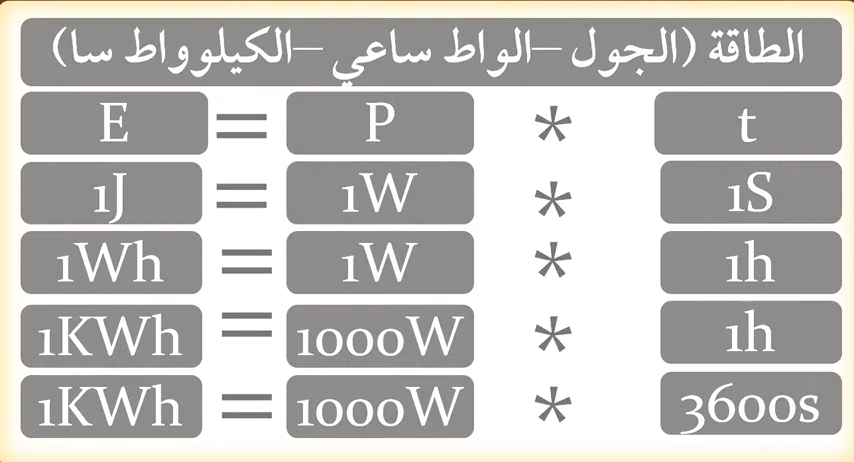 الطاقة (الجول –الواط ساعي –الكيلوواط سا)
E = P * t
1J = 1W * 1S
1Wh = 1W * 1h
1KWh = 1000W * 1h
1KWh = 1000W * 3600s